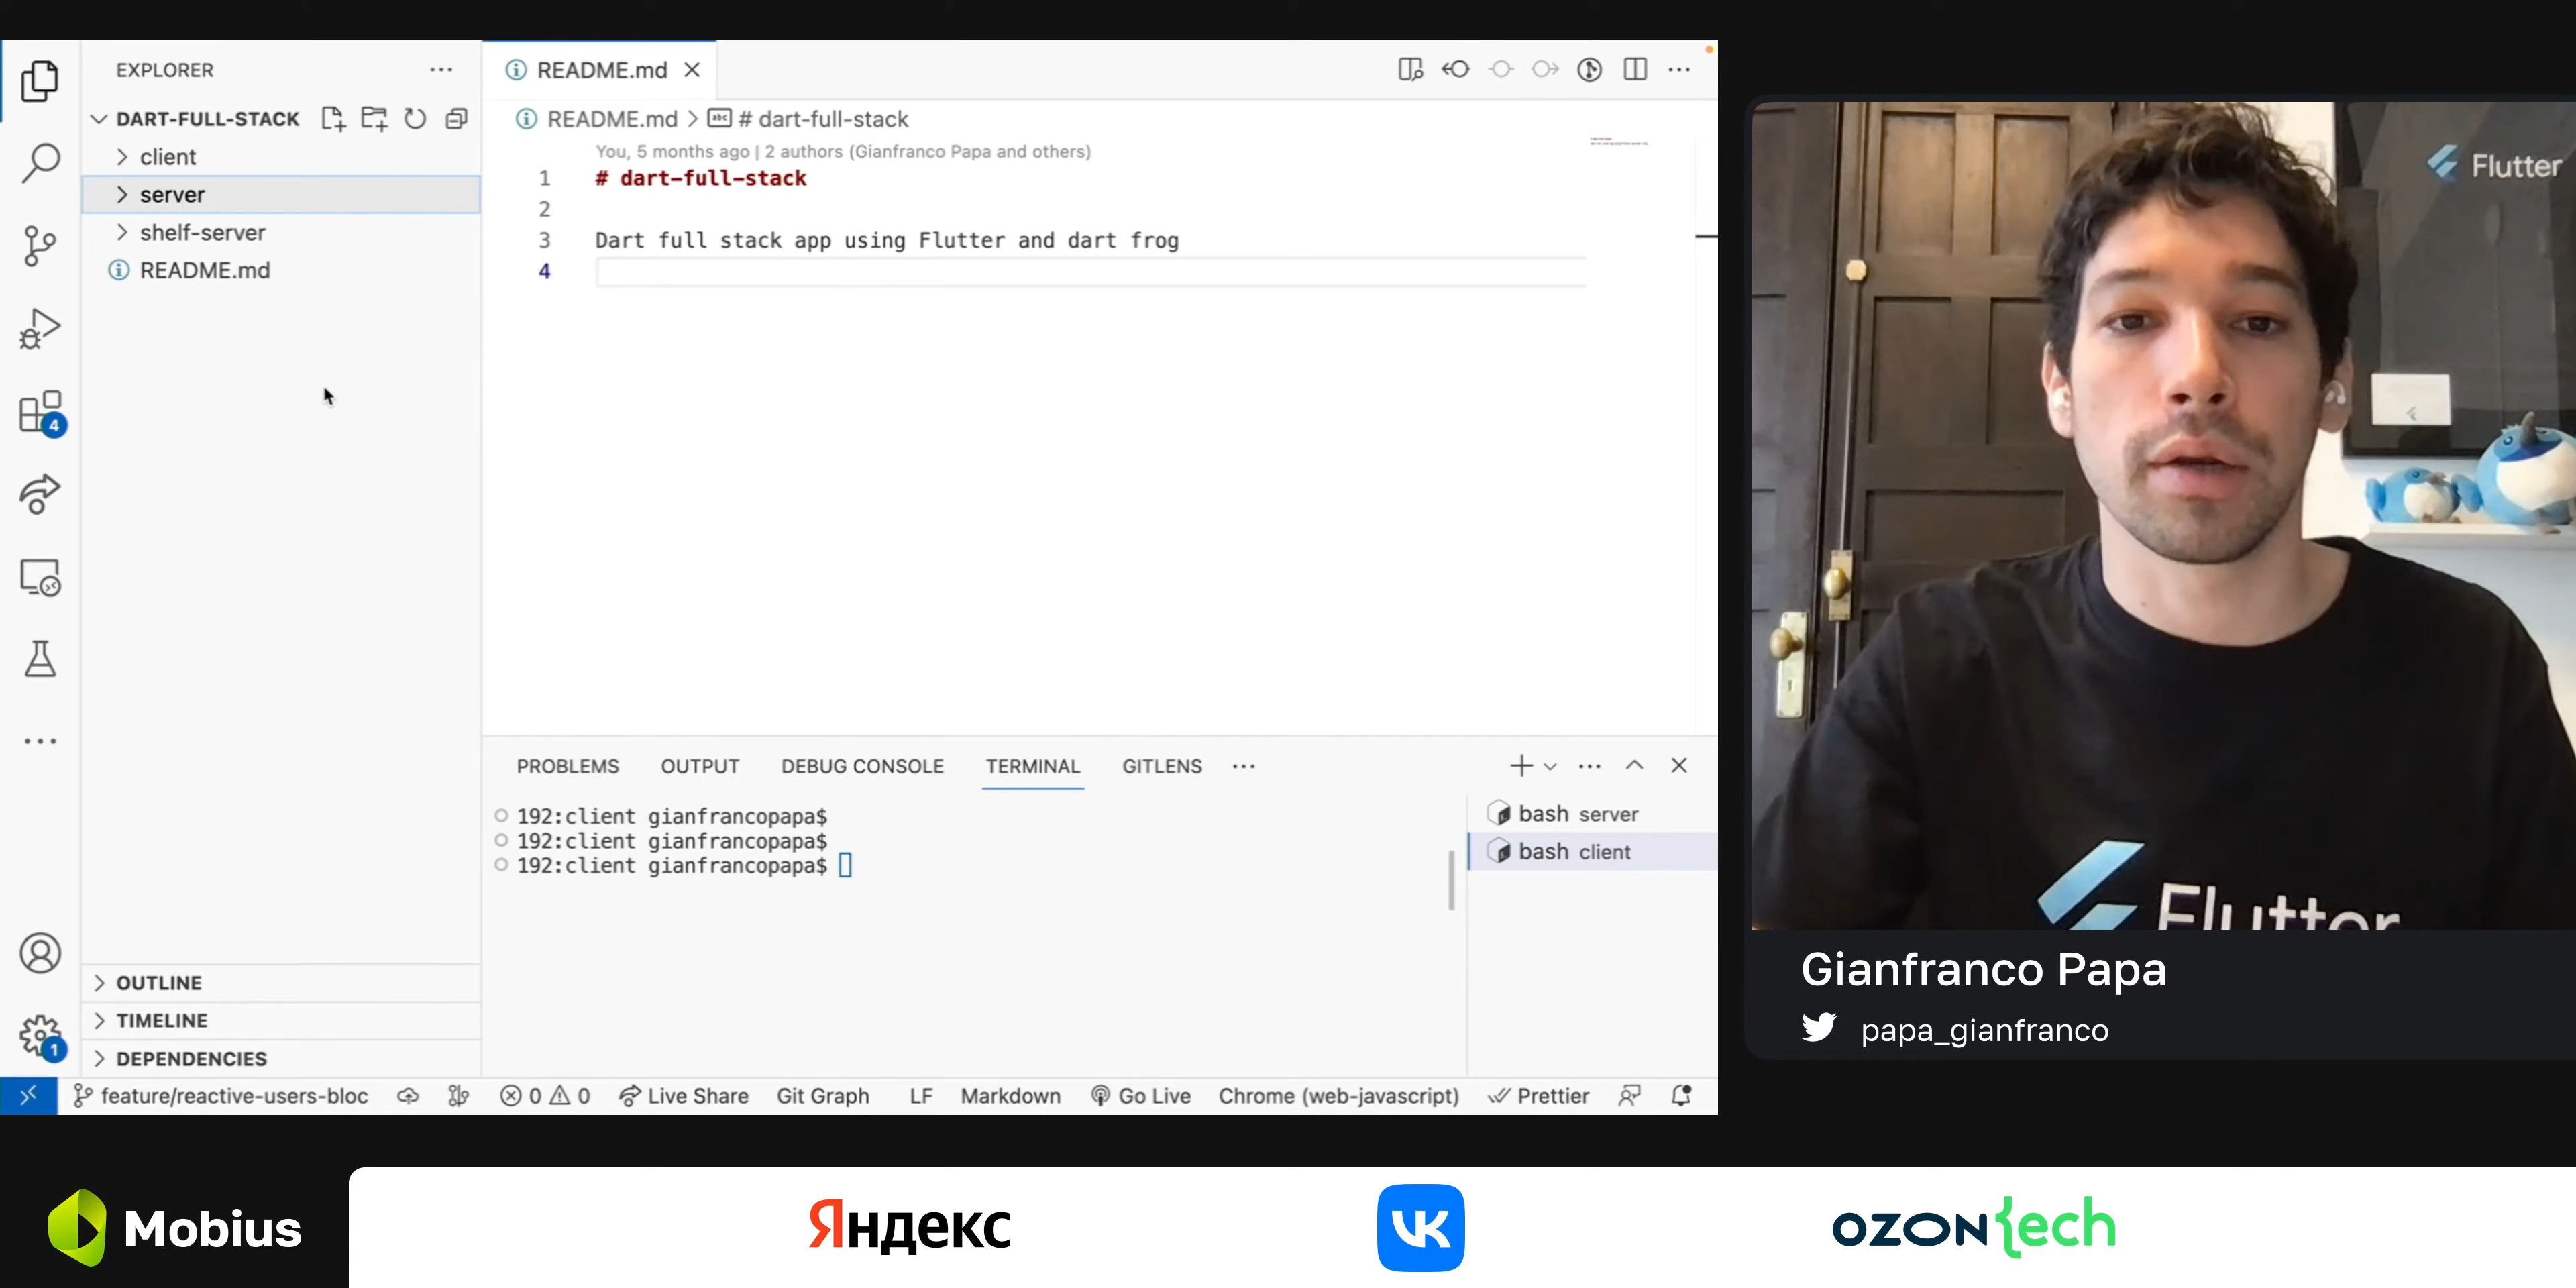 EXPLORER
DART-FULL-STACK
client
server
shelf-server
README.md
4
OUTLINE
TIMELINE
DEPENDENCIES
1
README.md
README.md > # dart-full-stack
You, 5 months ago | 2 authors (Gianfranco Papa and others)
1 # dart-full-stack
2
3 Dart full stack app using Flutter and dart frog
4
PROBLEMS OUTPUT DEBUG CONSOLE TERMINAL GITLENS
192:client gianfrancopapa$
192:client gianfrancopapa$
192:client gianfrancopapa$
bash server
bash client
feature/reactive-users-bloc 0 0 Live Share Git Graph LF Markdown Go Live Chrome (web-javascript) Prettier
Flutter
Flutter
Gianfranco Papa
papa_gianfranco
Mobius
Яндекс
VK
ozon{ech